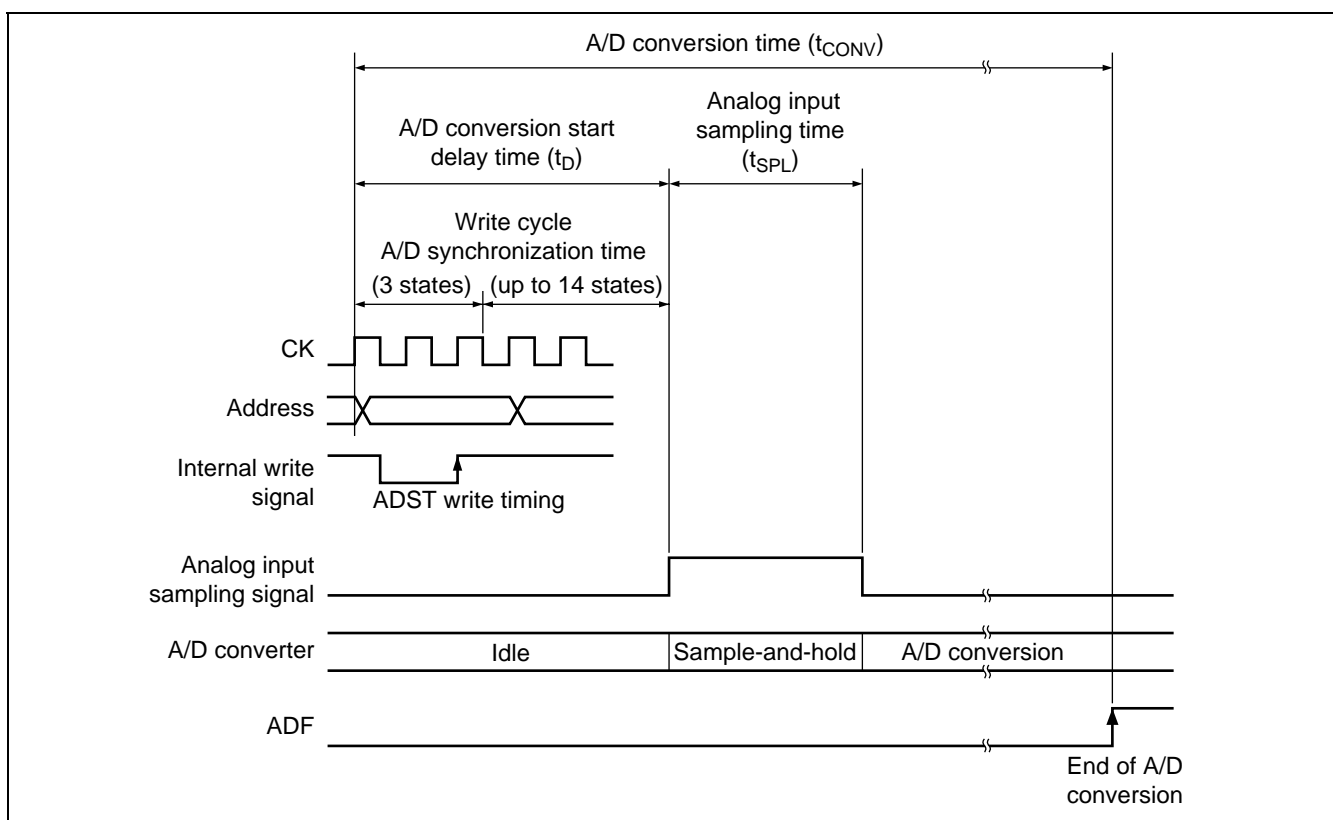 A/D conversion time (tCONV)
Analog input
sampling time
(tSPL)
A/D conversion start
delay time (tD)
Write cycle
A/D synchronization time
(3 states) (up to 14 states)
CK
Address
Internal write
signal
ADST write timing
Analog input
sampling signal
A/D converter
Idle
Sample-and-hold
A/D conversion
ADF
End of A/D
conversion